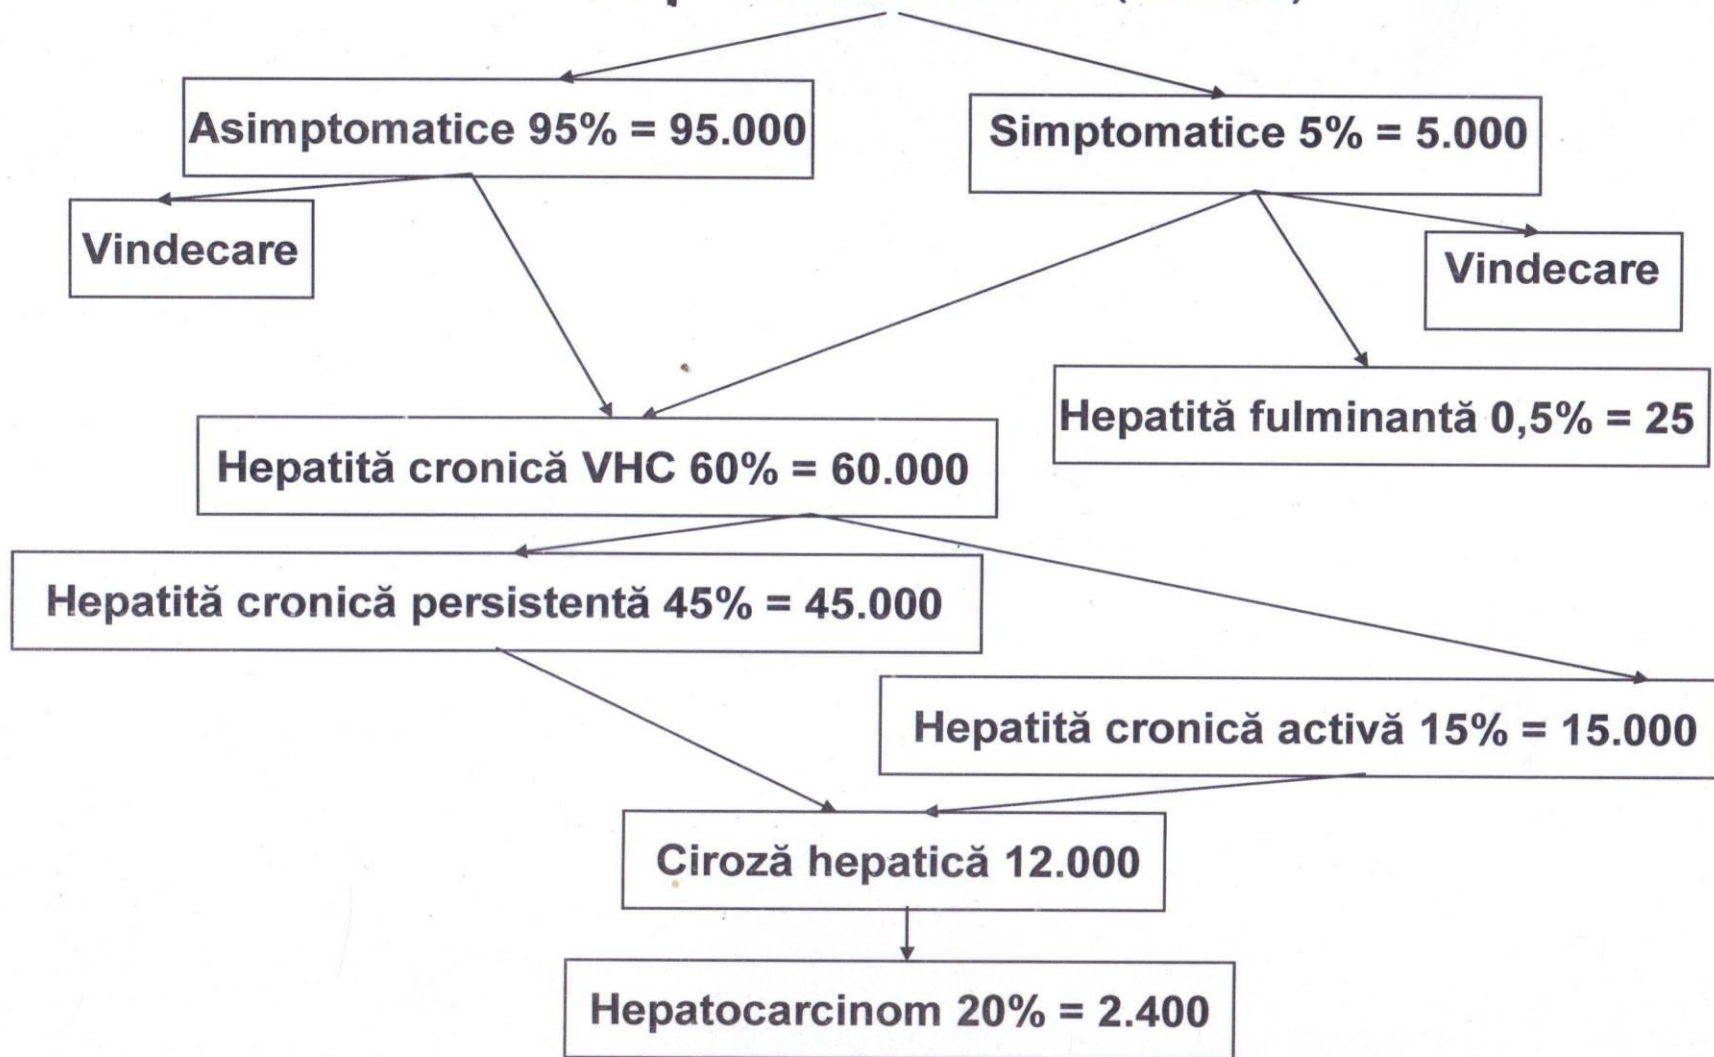 Asimptomatice 95% = 95.000
Simptomatice 5% = 5.000
Vindecare
Vindecare
Hepatită fulminantă 0,5% = 25
Hepatită cronică VHC 60% = 60.000
Hepatită cronică persistentă 45% = 45.000
Hepatită cronică activă 15% = 15.000
Ciroză hepatică 12.000
Hepatocarcinom 20% = 2.400